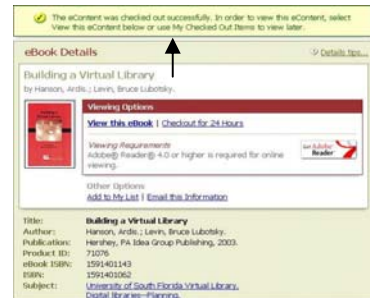 The eContent was checked out successfully. In order to view this eContent, select
View this eContent below or use My Checked Out Items to view later.
eBook Details
Details tips...
Building a Virtual Library
by Hanson, Ardis.; Levin, Bruce Lubotsky.
Viewing Options
View this eBook | Checkout for 24 Hours
Viewing Requirements
Adobe® Reader® 4.0 or higher is required for online
viewing.
Get Adobe
Reader
Other Options
Add to My List | Email this Information
Title: Building a Virtual Library
Author: Hanson, Ardis.; Levin, Bruce Lubotsky.
Publication: Hershey, PA Idea Group Publishing, 2003.
Product ID: 71076
eBook ISBN: 1591401143
ISBN: 1591401062
Subject: University of South Florida Virtual Library.
Digital libraries--Planning.